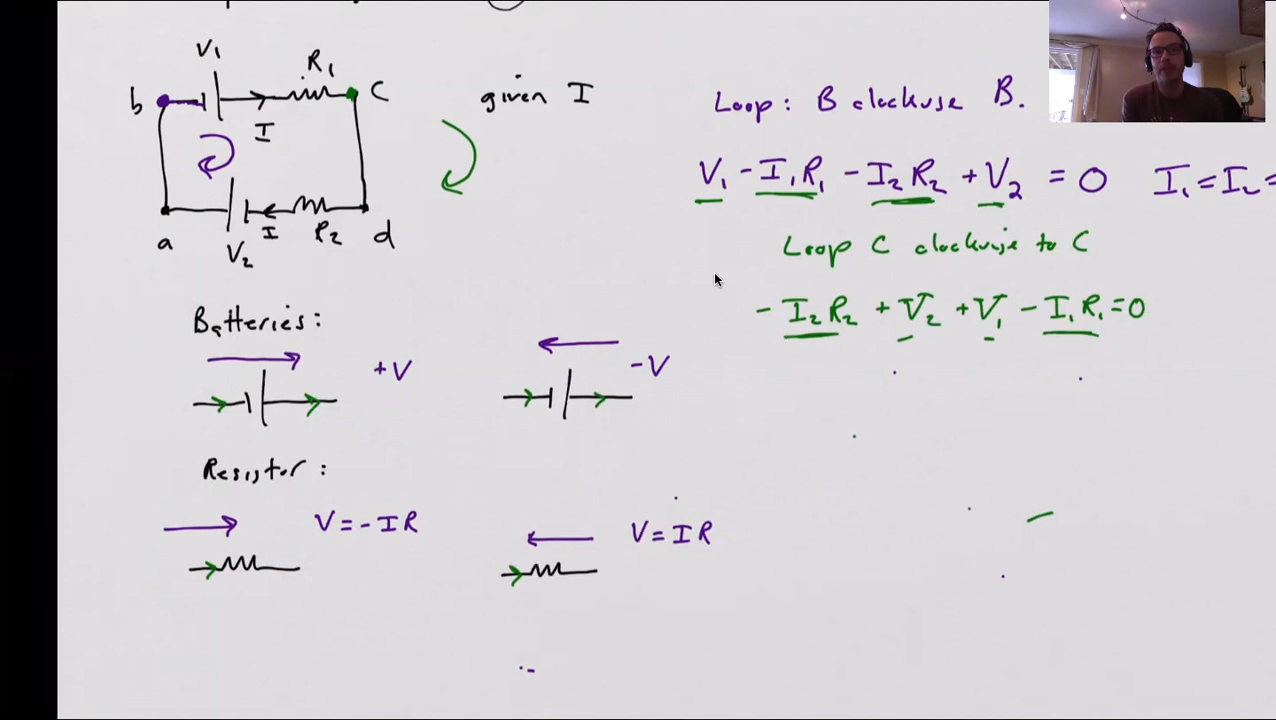 V₁
R₁
b
C
I
a
V₂
I
R₂
d
given I
Loop: B clockwise B.
V₁ - I₁R₁ - I₂R₂ + V₂ = 0 I₁ = I₂ =
Loop C clockwise to C
- I₂R₂ + V₂ + V₁ - I₁R₁ = 0
Batteries:
+V
-V
Resistor:
V = -IR
V = IR